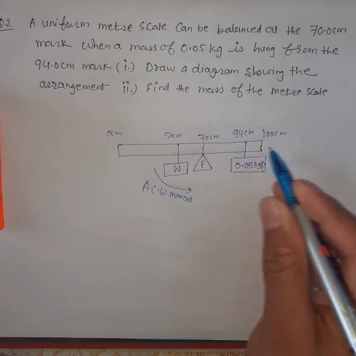 Q2 A uniform metre scale can be balanced at the 70.0cm
mark when a mass of 0.05kg is hung from the
94.0cm mark (i.) Draw a diagram showing the
arrangement ii.) Find the mass of the metre scale
0cm 50cm 70cm 94cm 100cm
W F 0.05kg
A.C.W moment